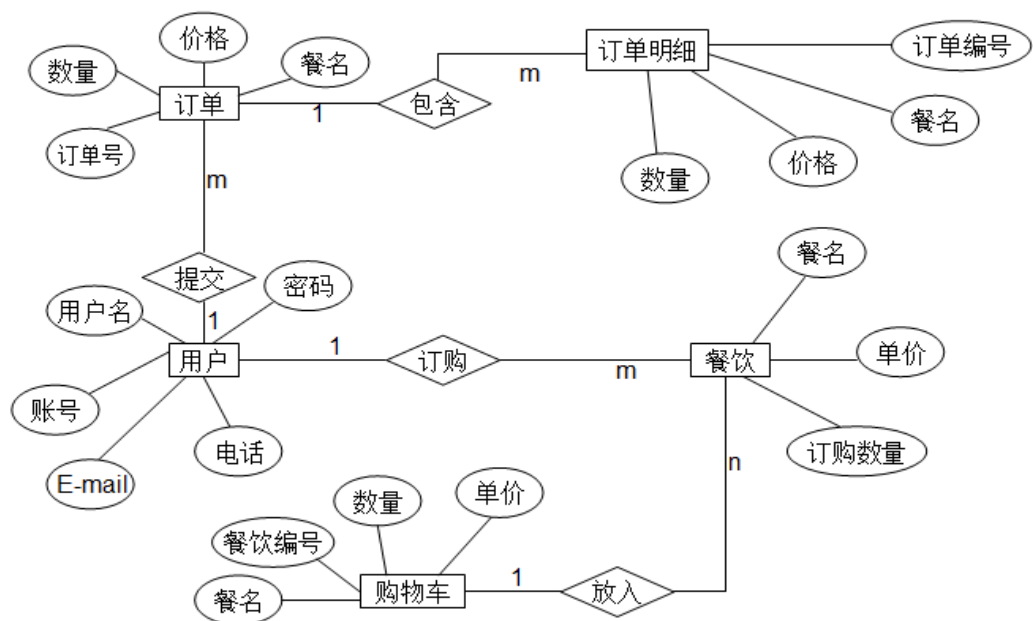 价格
数量
餐名
订单
订单号
1
包含
m
订单明细
订单编号
餐名
价格
数量
m
提交
1
用户名
密码
用户
账号
E-mail
电话
1
订购
m
餐饮
餐名
单价
订购数量
n
数量
单价
餐饮编号
餐名
购物车
1
放入